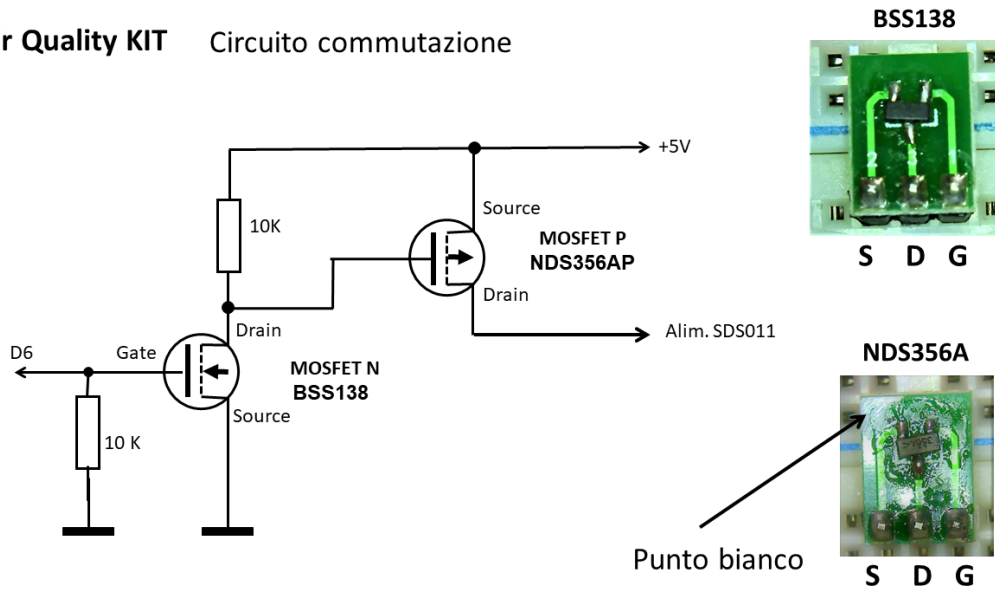 r Quality KIT Circuito commutazione
BSS138
+5V
Source
10K
MOSFET P
NDS356AP
S D G
Drain
Drain
Alim. SDS011
D6
Gate
MOSFET N
BSS138
NDS356A
Source
10 K
Punto bianco
S D G